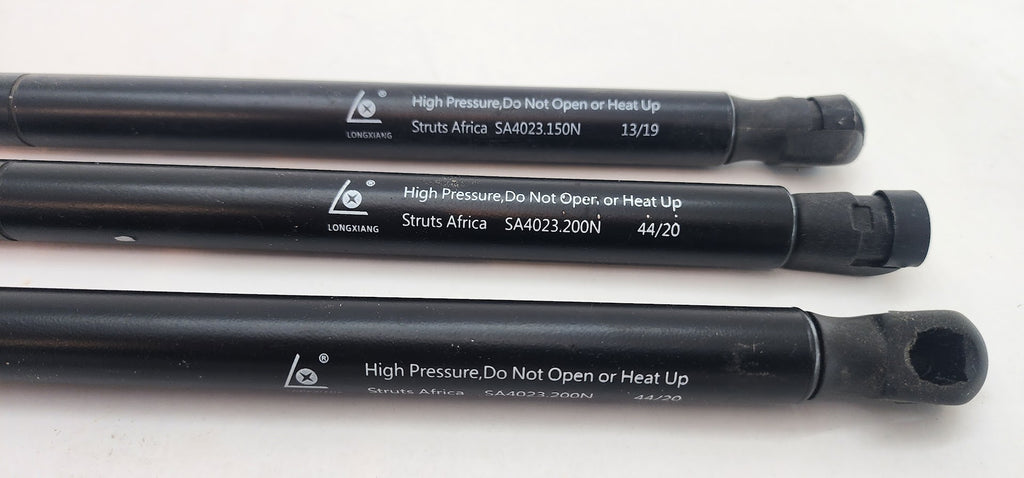 High Pressure,Do Not Open or Heat Up
LONGXIANG
Struts Africa SA4023.150N 13/19
High Pressure,Do Not Open or Heat Up
LONGXIANG
Struts Africa SA4023.200N 44/20
High Pressure,Do Not Open or Heat Up
Struts Africa SA4023.200N 44/20